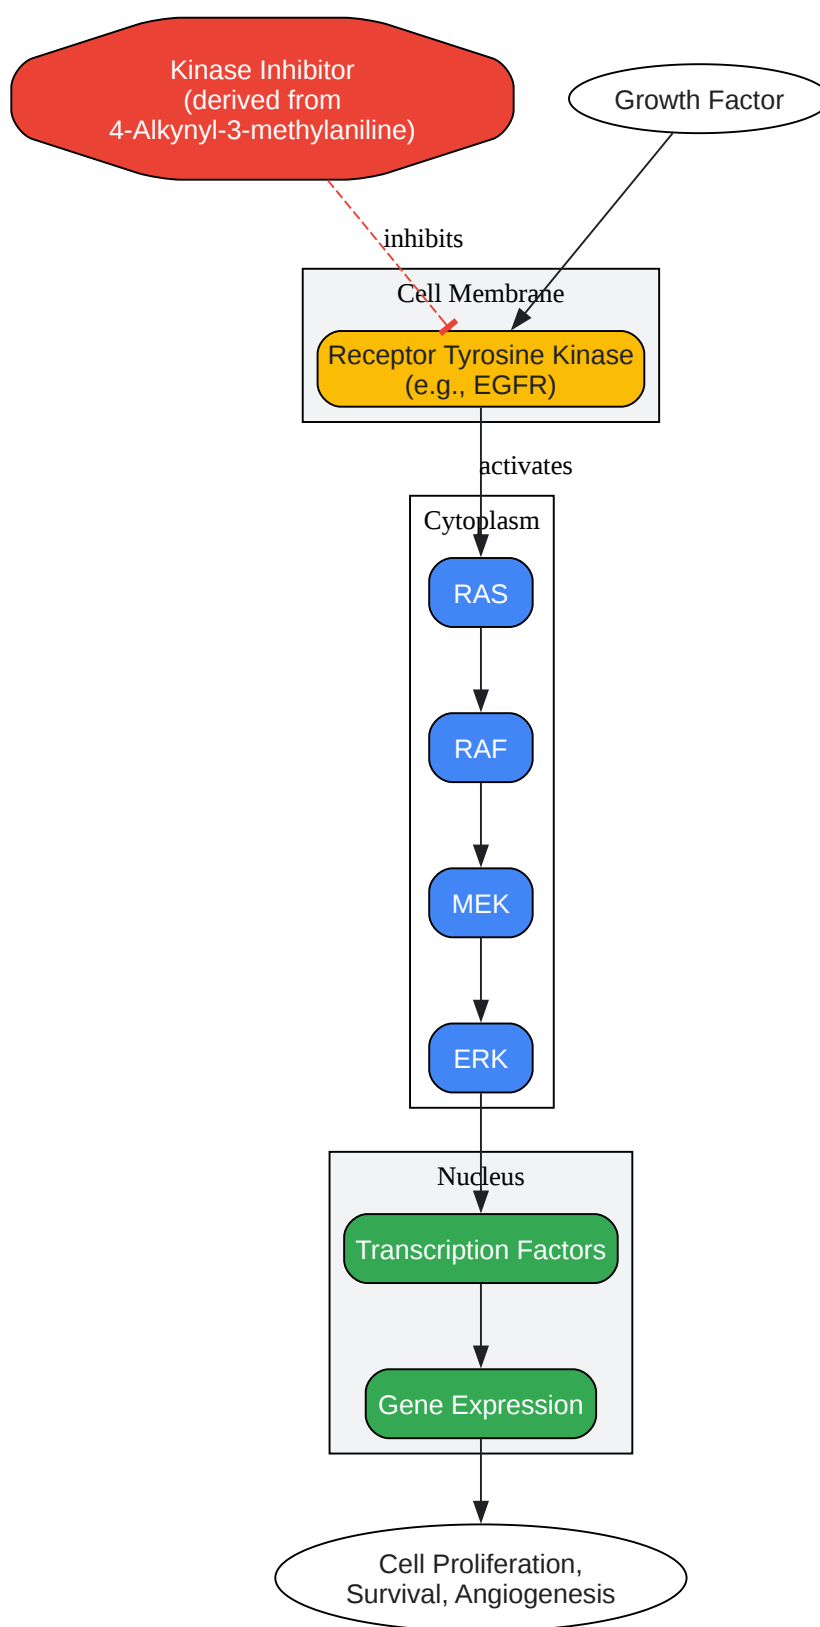 Kinase Inhibitor
(derived from
4-Alkynyl-3-methylaniline)
Growth Factor
inhibits
Cell Membrane
Receptor Tyrosine Kinase
(e.g., EGFR)
activates
Cytoplasm
RAS
RAF
MEK
ERK
Nucleus
Transcription Factors
Gene Expression
Cell Proliferation,
Survival, Angiogenesis